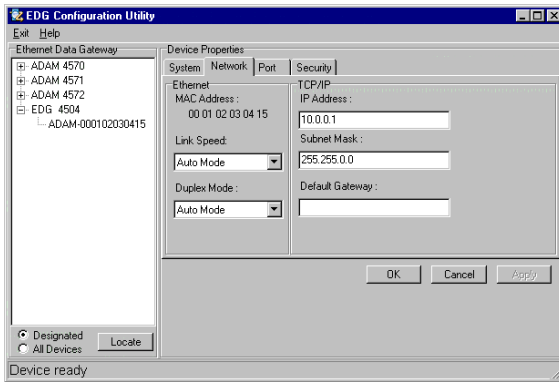 EDG Configuration Utility
Exit Help
Ethernet Data Gateway
ADAM 4570
ADAM 4571
ADAM 4572
EDG 4504
ADAM-000102030415
Designated
All Devices
Locate
Device Properties
System Network Port Security
Ethernet
MAC Address :
00 01 02 03 04 15
Link Speed:
Auto Mode
Duplex Mode :
Auto Mode
TCP/IP
IP Address :
10.0.0.1
Subnet Mask :
255.255.0.0
Default Gateway :
OK Cancel Apply
Device ready